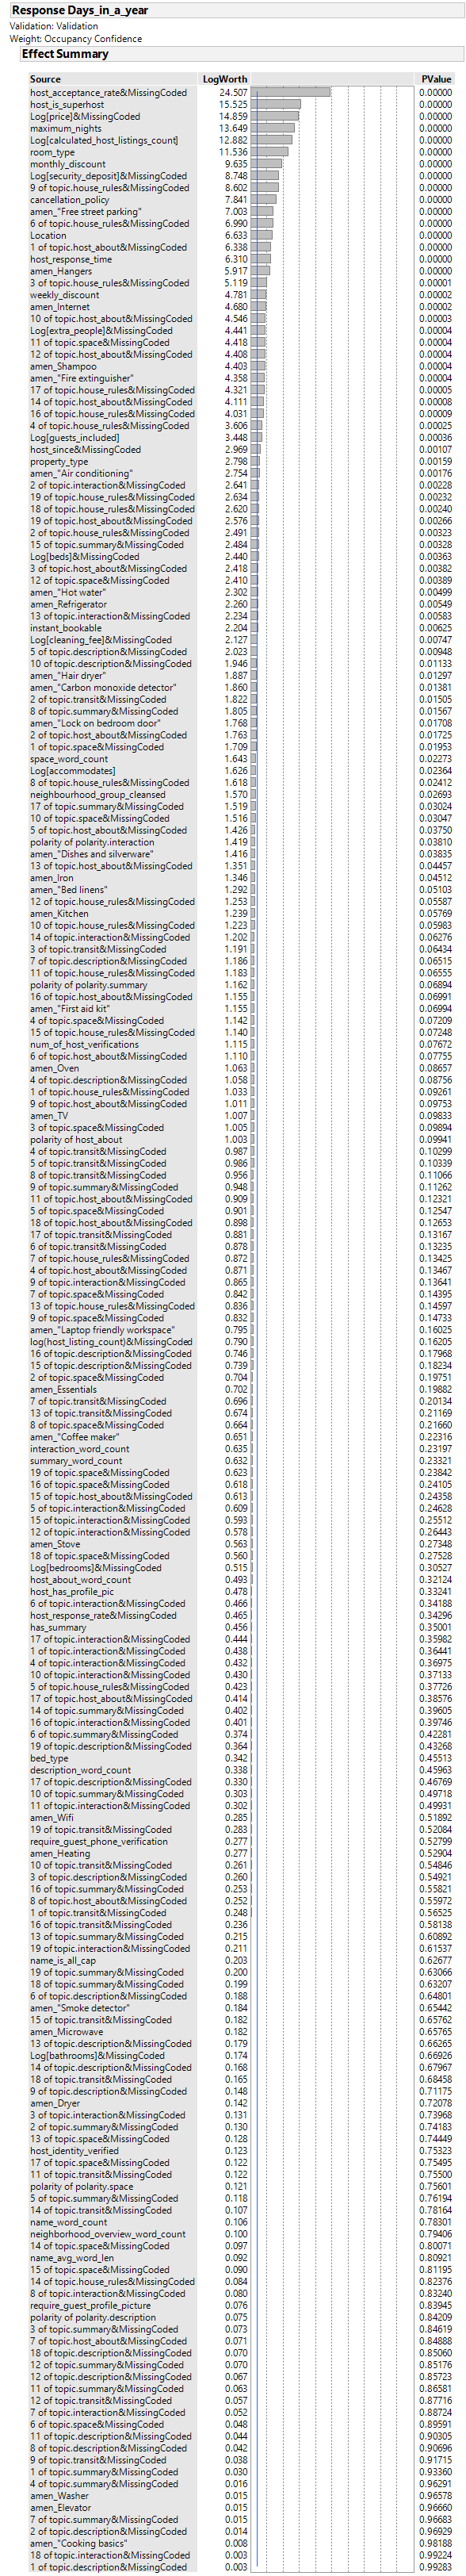 Response Days_in_a_year
Validation: Validation
Weight: Occupancy Confidence
Effect Summary
Source LogWorth PValue
host_acceptance_rate&MissingCoded 24.507 0.00000
host_is_superhost 15.525 0.00000
Log[price]&MissingCoded 14.859 0.00000
maximum_nights 13.649 0.00000
Log[calculated_host_listings_count] 12.882 0.00000
room_type 11.536 0.00000
monthly_discount 9.635 0.00000
Log[security_deposit]&MissingCoded 8.748 0.00000
9 of topic.house_rules&MissingCoded 8.602 0.00000
cancellation_policy 7.841 0.00000
amen_"Free street parking" 7.003 0.00000
6 of topic.house_rules&MissingCoded 6.990 0.00000
Location 6.633 0.00000
1 of topic.host_about&MissingCoded 6.338 0.00000
host_response_time 6.310 0.00000
amen_Hangers 5.917 0.00000
3 of topic.house_rules&MissingCoded 5.119 0.00001
weekly_discount 4.781 0.00002
amen_Internet 4.680 0.00002
10 of topic.host_about&MissingCoded 4.546 0.00003
Log[extra_people]&MissingCoded 4.441 0.00004
11 of topic.space&MissingCoded 4.418 0.00004
12 of topic.host_about&MissingCoded 4.408 0.00004
amen_Shampoo 4.403 0.00004
amen_"Fire extinguisher" 4.358 0.00004
17 of topic.house_rules&MissingCoded 4.321 0.00005
14 of topic.host_about&MissingCoded 4.111 0.00008
16 of topic.house_rules&MissingCoded 4.031 0.00009
4 of topic.house_rules&MissingCoded 3.606 0.00025
Log[guests_included] 3.448 0.00036
host_since&MissingCoded 2.969 0.00107
property_type 2.798 0.00159
amen_"Air conditioning" 2.754 0.00176
2 of topic.interaction&MissingCoded 2.641 0.00228
19 of topic.house_rules&MissingCoded 2.634 0.00232
18 of topic.house_rules&MissingCoded 2.620 0.00240
19 of topic.host_about&MissingCoded 2.576 0.00266
2 of topic.house_rules&MissingCoded 2.491 0.00323
15 of topic.summary&MissingCoded 2.484 0.00328
Log[beds]&MissingCoded 2.440 0.00363
3 of topic.host_about&MissingCoded 2.418 0.00382
12 of topic.space&MissingCoded 2.410 0.00389
amen_"Hot water" 2.302 0.00499
amen_Refrigerator 2.260 0.00549
13 of topic.interaction&MissingCoded 2.234 0.00583
instant_bookable 2.204 0.00625
Log[cleaning_fee]&MissingCoded 2.127 0.00747
5 of topic.description&MissingCoded 2.023 0.00948
10 of topic.description&MissingCoded 1.946 0.01133
amen_"Hair dryer" 1.887 0.01297
amen_"Carbon monoxide detector" 1.860 0.01381
2 of topic.transit&MissingCoded 1.822 0.01505
8 of topic.summary&MissingCoded 1.805 0.01567
amen_"Lock on bedroom door" 1.768 0.01708
2 of topic.host_about&MissingCoded 1.763 0.01725
1 of topic.space&MissingCoded 1.709 0.01953
space_word_count 1.643 0.02273
Log[accommodates] 1.626 0.02364
8 of topic.house_rules&MissingCoded 1.618 0.02412
neighbourhood_group_cleansed 1.570 0.02693
17 of topic.summary&MissingCoded 1.519 0.03024
10 of topic.space&MissingCoded 1.516 0.03047
5 of topic.host_about&MissingCoded 1.426 0.03750
polarity of polarity.interaction 1.419 0.03810
amen_"Dishes and silverware" 1.416 0.03835
13 of topic.host_about&MissingCoded 1.351 0.04457
amen_Iron 1.346 0.04512
amen_"Bed linens" 1.292 0.05103
12 of topic.house_rules&MissingCoded 1.253 0.05587
amen_Kitchen 1.239 0.05769
10 of topic.house_rules&MissingCoded 1.223 0.05983
14 of topic.interaction&MissingCoded 1.202 0.06276
3 of topic.transit&MissingCoded 1.191 0.06434
7 of topic.description&MissingCoded 1.186 0.06515
11 of topic.house_rules&MissingCoded 1.183 0.06555
polarity of polarity.summary 1.162 0.06894
16 of topic.host_about&MissingCoded 1.155 0.06991
amen_"First aid kit" 1.155 0.06994
4 of topic.space&MissingCoded 1.142 0.07209
15 of topic.house_rules&MissingCoded 1.140 0.07248
num_of_host_verifications 1.115 0.07672
6 of topic.host_about&MissingCoded 1.110 0.07755
amen_Oven 1.063 0.08657
4 of topic.description&MissingCoded 1.058 0.08756
1 of topic.house_rules&MissingCoded 1.033 0.09261
9 of topic.host_about&MissingCoded 1.011 0.09753
amen_TV 1.007 0.09833
3 of topic.space&MissingCoded 1.005 0.09894
polarity of host_about 1.003 0.09941
4 of topic.transit&MissingCoded 0.987 0.10299
5 of topic.transit&MissingCoded 0.986 0.10339
8 of topic.transit&MissingCoded 0.956 0.11066
9 of topic.summary&MissingCoded 0.948 0.11262
11 of topic.host_about&MissingCoded 0.909 0.12321
5 of topic.space&MissingCoded 0.901 0.12547
18 of topic.host_about&MissingCoded 0.898 0.12653
17 of topic.transit&MissingCoded 0.881 0.13167
6 of topic.transit&MissingCoded 0.878 0.13235
7 of topic.house_rules&MissingCoded 0.872 0.13425
4 of topic.host_about&MissingCoded 0.871 0.13467
9 of topic.interaction&MissingCoded 0.865 0.13641
7 of topic.space&MissingCoded 0.842 0.14395
13 of topic.house_rules&MissingCoded 0.836 0.14597
9 of topic.space&MissingCoded 0.832 0.14733
amen_"Laptop friendly workspace" 0.795 0.16025
log(host_listing_count)&MissingCoded 0.790 0.16205
16 of topic.description&MissingCoded 0.746 0.17968
15 of topic.description&MissingCoded 0.739 0.18234
2 of topic.space&MissingCoded 0.704 0.19751
amen_Essentials 0.702 0.19882
7 of topic.transit&MissingCoded 0.696 0.20134
13 of topic.transit&MissingCoded 0.674 0.21169
8 of topic.space&MissingCoded 0.664 0.21660
amen_"Coffee maker" 0.651 0.22316
interaction_word_count 0.635 0.23197
summary_word_count 0.632 0.23321
19 of topic.space&MissingCoded 0.623 0.23842
16 of topic.space&MissingCoded 0.618 0.24105
15 of topic.host_about&MissingCoded 0.613 0.24358
5 of topic.interaction&MissingCoded 0.609 0.24628
15 of topic.interaction&MissingCoded 0.593 0.25512
12 of topic.interaction&MissingCoded 0.578 0.26443
amen_Stove 0.563 0.27348
18 of topic.space&MissingCoded 0.560 0.27528
Log[bedrooms]&MissingCoded 0.515 0.30527
host_about_word_count 0.493 0.32124
host_has_profile_pic 0.478 0.33241
6 of topic.interaction&MissingCoded 0.466 0.34188
host_response_rate&MissingCoded 0.465 0.34296
has_summary 0.456 0.35001
17 of topic.interaction&MissingCoded 0.444 0.35982
1 of topic.interaction&MissingCoded 0.438 0.36441
4 of topic.interaction&MissingCoded 0.432 0.36975
10 of topic.interaction&MissingCoded 0.430 0.37133
5 of topic.house_rules&MissingCoded 0.423 0.37726
17 of topic.host_about&MissingCoded 0.414 0.38576
14 of topic.summary&MissingCoded 0.402 0.39605
16 of topic.interaction&MissingCoded 0.401 0.39746
6 of topic.summary&MissingCoded 0.374 0.42281
19 of topic.description&MissingCoded 0.364 0.43268
bed_type 0.342 0.45513
description_word_count 0.338 0.45963
17 of topic.description&MissingCoded 0.330 0.46769
10 of topic.summary&MissingCoded 0.303 0.49718
11 of topic.interaction&MissingCoded 0.302 0.49931
amen_Wifi 0.285 0.51892
19 of topic.transit&MissingCoded 0.283 0.52084
require_guest_phone_verification 0.277 0.52799
amen_Heating 0.277 0.52904
10 of topic.transit&MissingCoded 0.261 0.54846
3 of topic.description&MissingCoded 0.260 0.54921
16 of topic.summary&MissingCoded 0.253 0.55821
8 of topic.host_about&MissingCoded 0.252 0.55972
1 of topic.transit&MissingCoded 0.248 0.56525
16 of topic.transit&MissingCoded 0.236 0.58138
13 of topic.summary&MissingCoded 0.215 0.60892
19 of topic.interaction&MissingCoded 0.211 0.61537
name_is_all_cap 0.203 0.62677
19 of topic.summary&MissingCoded 0.200 0.63066
18 of topic.summary&MissingCoded 0.199 0.63207
6 of topic.description&MissingCoded 0.188 0.64801
amen_"Smoke detector" 0.184 0.65442
15 of topic.transit&MissingCoded 0.182 0.65762
amen_Microwave 0.182 0.65765
13 of topic.description&MissingCoded 0.179 0.66265
Log[bathrooms]&MissingCoded 0.174 0.66926
14 of topic.description&MissingCoded 0.168 0.67967
18 of topic.transit&MissingCoded 0.165 0.68458
9 of topic.description&MissingCoded 0.148 0.71175
amen_Dryer 0.142 0.72078
3 of topic.interaction&MissingCoded 0.131 0.73968
2 of topic.summary&MissingCoded 0.130 0.74183
13 of topic.space&MissingCoded 0.128 0.74449
host_identity_verified 0.123 0.75323
17 of topic.space&MissingCoded 0.122 0.75495
11 of topic.transit&MissingCoded 0.122 0.75500
polarity of polarity.space 0.121 0.75601
5 of topic.summary&MissingCoded 0.118 0.76194
14 of topic.transit&MissingCoded 0.107 0.78164
name_word_count 0.106 0.78301
neighborhood_overview_word_count 0.100 0.79406
14 of topic.space&MissingCoded 0.097 0.80071
name_avg_word_len 0.092 0.80921
15 of topic.space&MissingCoded 0.090 0.81195
14 of topic.house_rules&MissingCoded 0.084 0.82376
8 of topic.interaction&MissingCoded 0.080 0.83240
require_guest_profile_picture 0.076 0.83945
polarity of polarity.description 0.075 0.84209
3 of topic.summary&MissingCoded 0.073 0.84619
7 of topic.host_about&MissingCoded 0.071 0.84888
18 of topic.description&MissingCoded 0.070 0.85060
12 of topic.summary&MissingCoded 0.070 0.85176
12 of topic.description&MissingCoded 0.067 0.85723
11 of topic.summary&MissingCoded 0.063 0.86581
12 of topic.transit&MissingCoded 0.057 0.87716
7 of topic.interaction&MissingCoded 0.052 0.88724
6 of topic.space&MissingCoded 0.048 0.89591
11 of topic.description&MissingCoded 0.044 0.90305
8 of topic.description&MissingCoded 0.042 0.90696
9 of topic.transit&MissingCoded 0.038 0.91715
1 of topic.summary&MissingCoded 0.030 0.93360
4 of topic.summary&MissingCoded 0.016 0.96291
amen_Washer 0.015 0.96578
amen_Elevator 0.015 0.96660
7 of topic.summary&MissingCoded 0.015 0.96683
2 of topic.description&MissingCoded 0.014 0.96929
amen_"Cooking basics" 0.008 0.98188
18 of topic.interaction&MissingCoded 0.003 0.99224
1 of topic.description&MissingCoded 0.003 0.99283